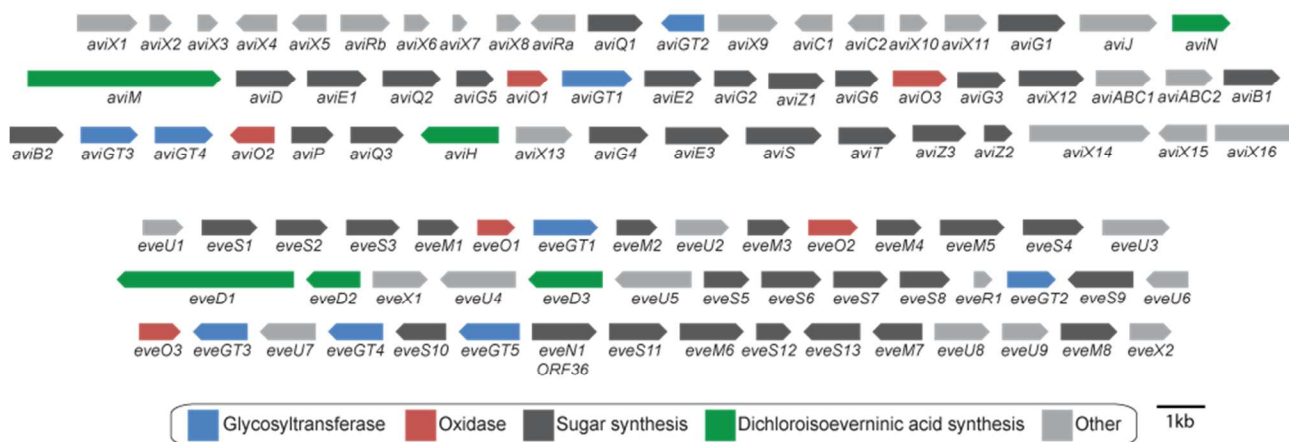 aviX1 aviX2 aviX3 aviX4 aviX5 aviRb aviX6 aviX7 aviX8 aviRa aviQ1 aviGT2 aviX9 aviC1 aviC2 aviX10 aviX11 aviG1 aviJ aviN
aviM aviD aviE1 aviQ2 aviG5 aviO1 aviGT1 aviE2 aviG2 aviZ1 aviG6 aviO3 aviG3 aviX12 aviABC1 aviABC2 aviB1
aviB2 aviGT3 aviGT4 aviO2 aviP aviQ3 aviH aviX13 aviG4 aviE3 aviS aviT aviZ3 aviZ2 aviX14 aviX15 aviX16
eveU1 eveS1 eveS2 eveS3 eveM1 eveO1 eveGT1 eveM2 eveU2 eveM3 eveO2 eveM4 eveM5 eveS4 eveU3
eveD1 eveD2 eveX1 eveU4 eveD3 eveU5 eveS5 eveS6 eveS7 eveS8 eveR1 eveGT2 eveS9 eveU6
eveO3 eveGT3 eveU7 eveGT4 eveS10 eveGT5 eveN1 eveS11 eveM6 eveS12 eveS13 eveM7 eveU8 eveU9 eveM8 eveX2
ORF36
Glycosyltransferase Oxidase Sugar synthesis Dichloroisoeverninic acid synthesis Other 1kb